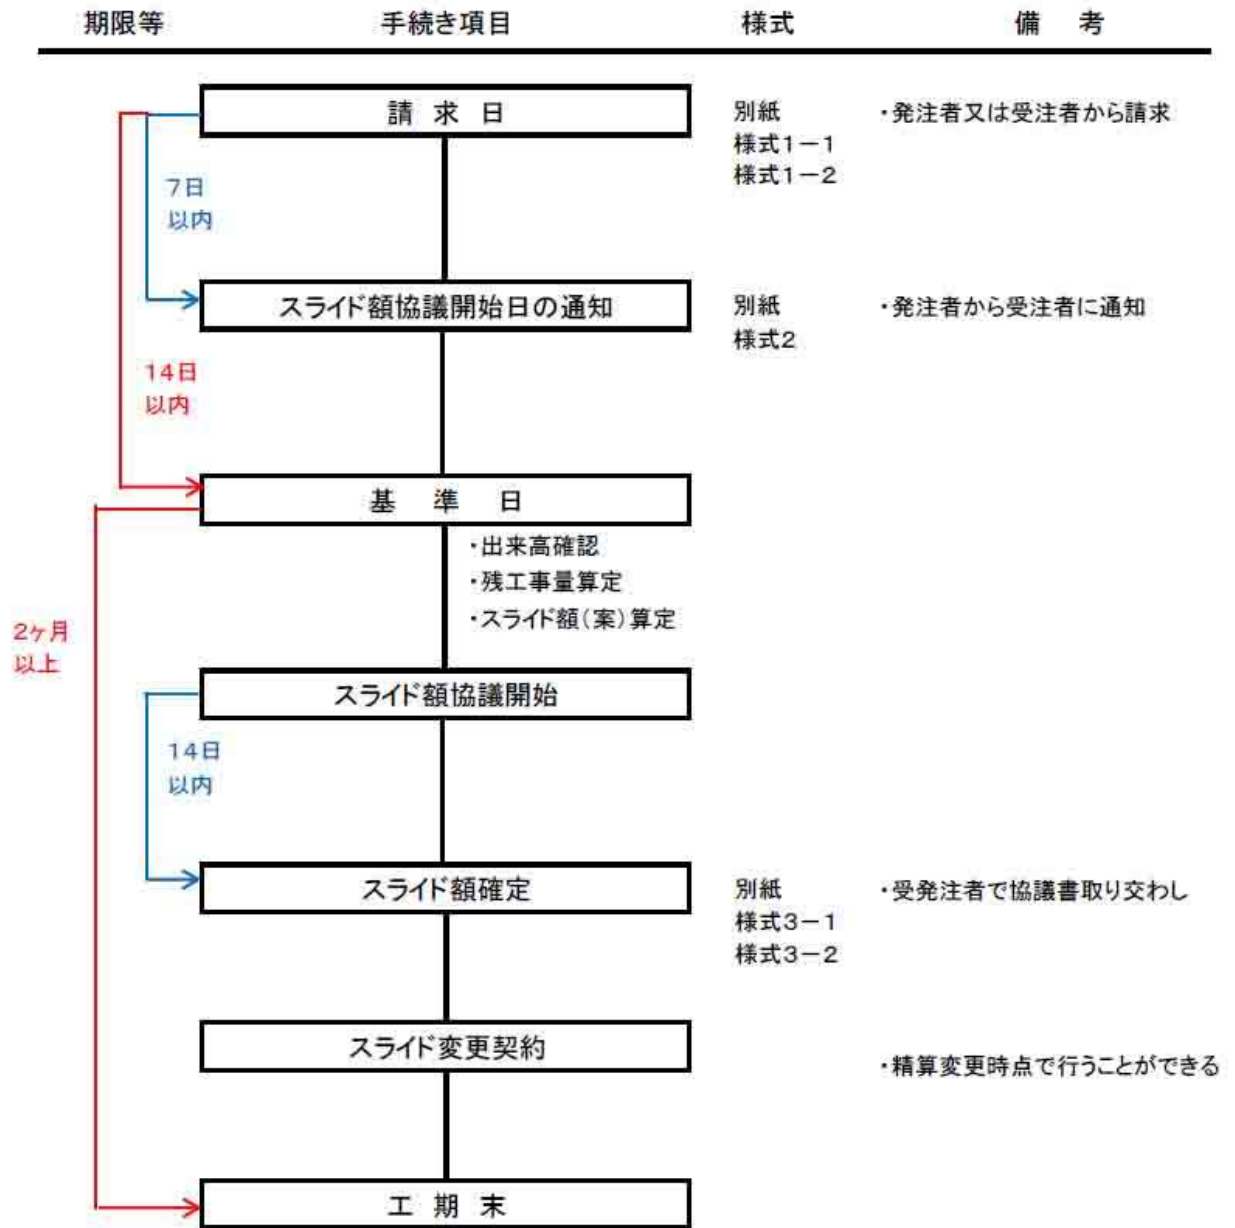 期限等 手続き項目 様式 備 考
請 求 日 別紙 ・発注者又は受注者から請求
様式1-1
様式1-2
7日
以内
スライド額協議開始日の通知 別紙 ・発注者から受注者に通知
様式2
14日
以内
基 準 日
・出来高確認
・残工事量算定
・スライド額(案)算定
2ヶ月
以上
スライド額協議開始
14日
以内
スライド額確定 別紙 ・受発注者で協議書取り交わし
様式3-1
様式3-2
スライド変更契約
・精算変更時点で行うことができる
工 期 末